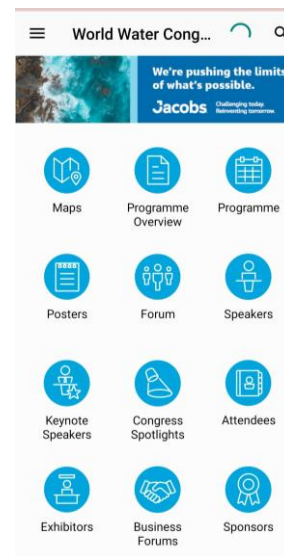 World Water Cong...
We're pushing the limits
of what's possible.
Jacobs Challenging today.
Reinventing tomorrow.
Maps
Programme
Overview
Programme
Posters
Forum
Speakers
Keynote
Speakers
Congress
Spotlights
Attendees
Exhibitors
Business
Forums
Sponsors